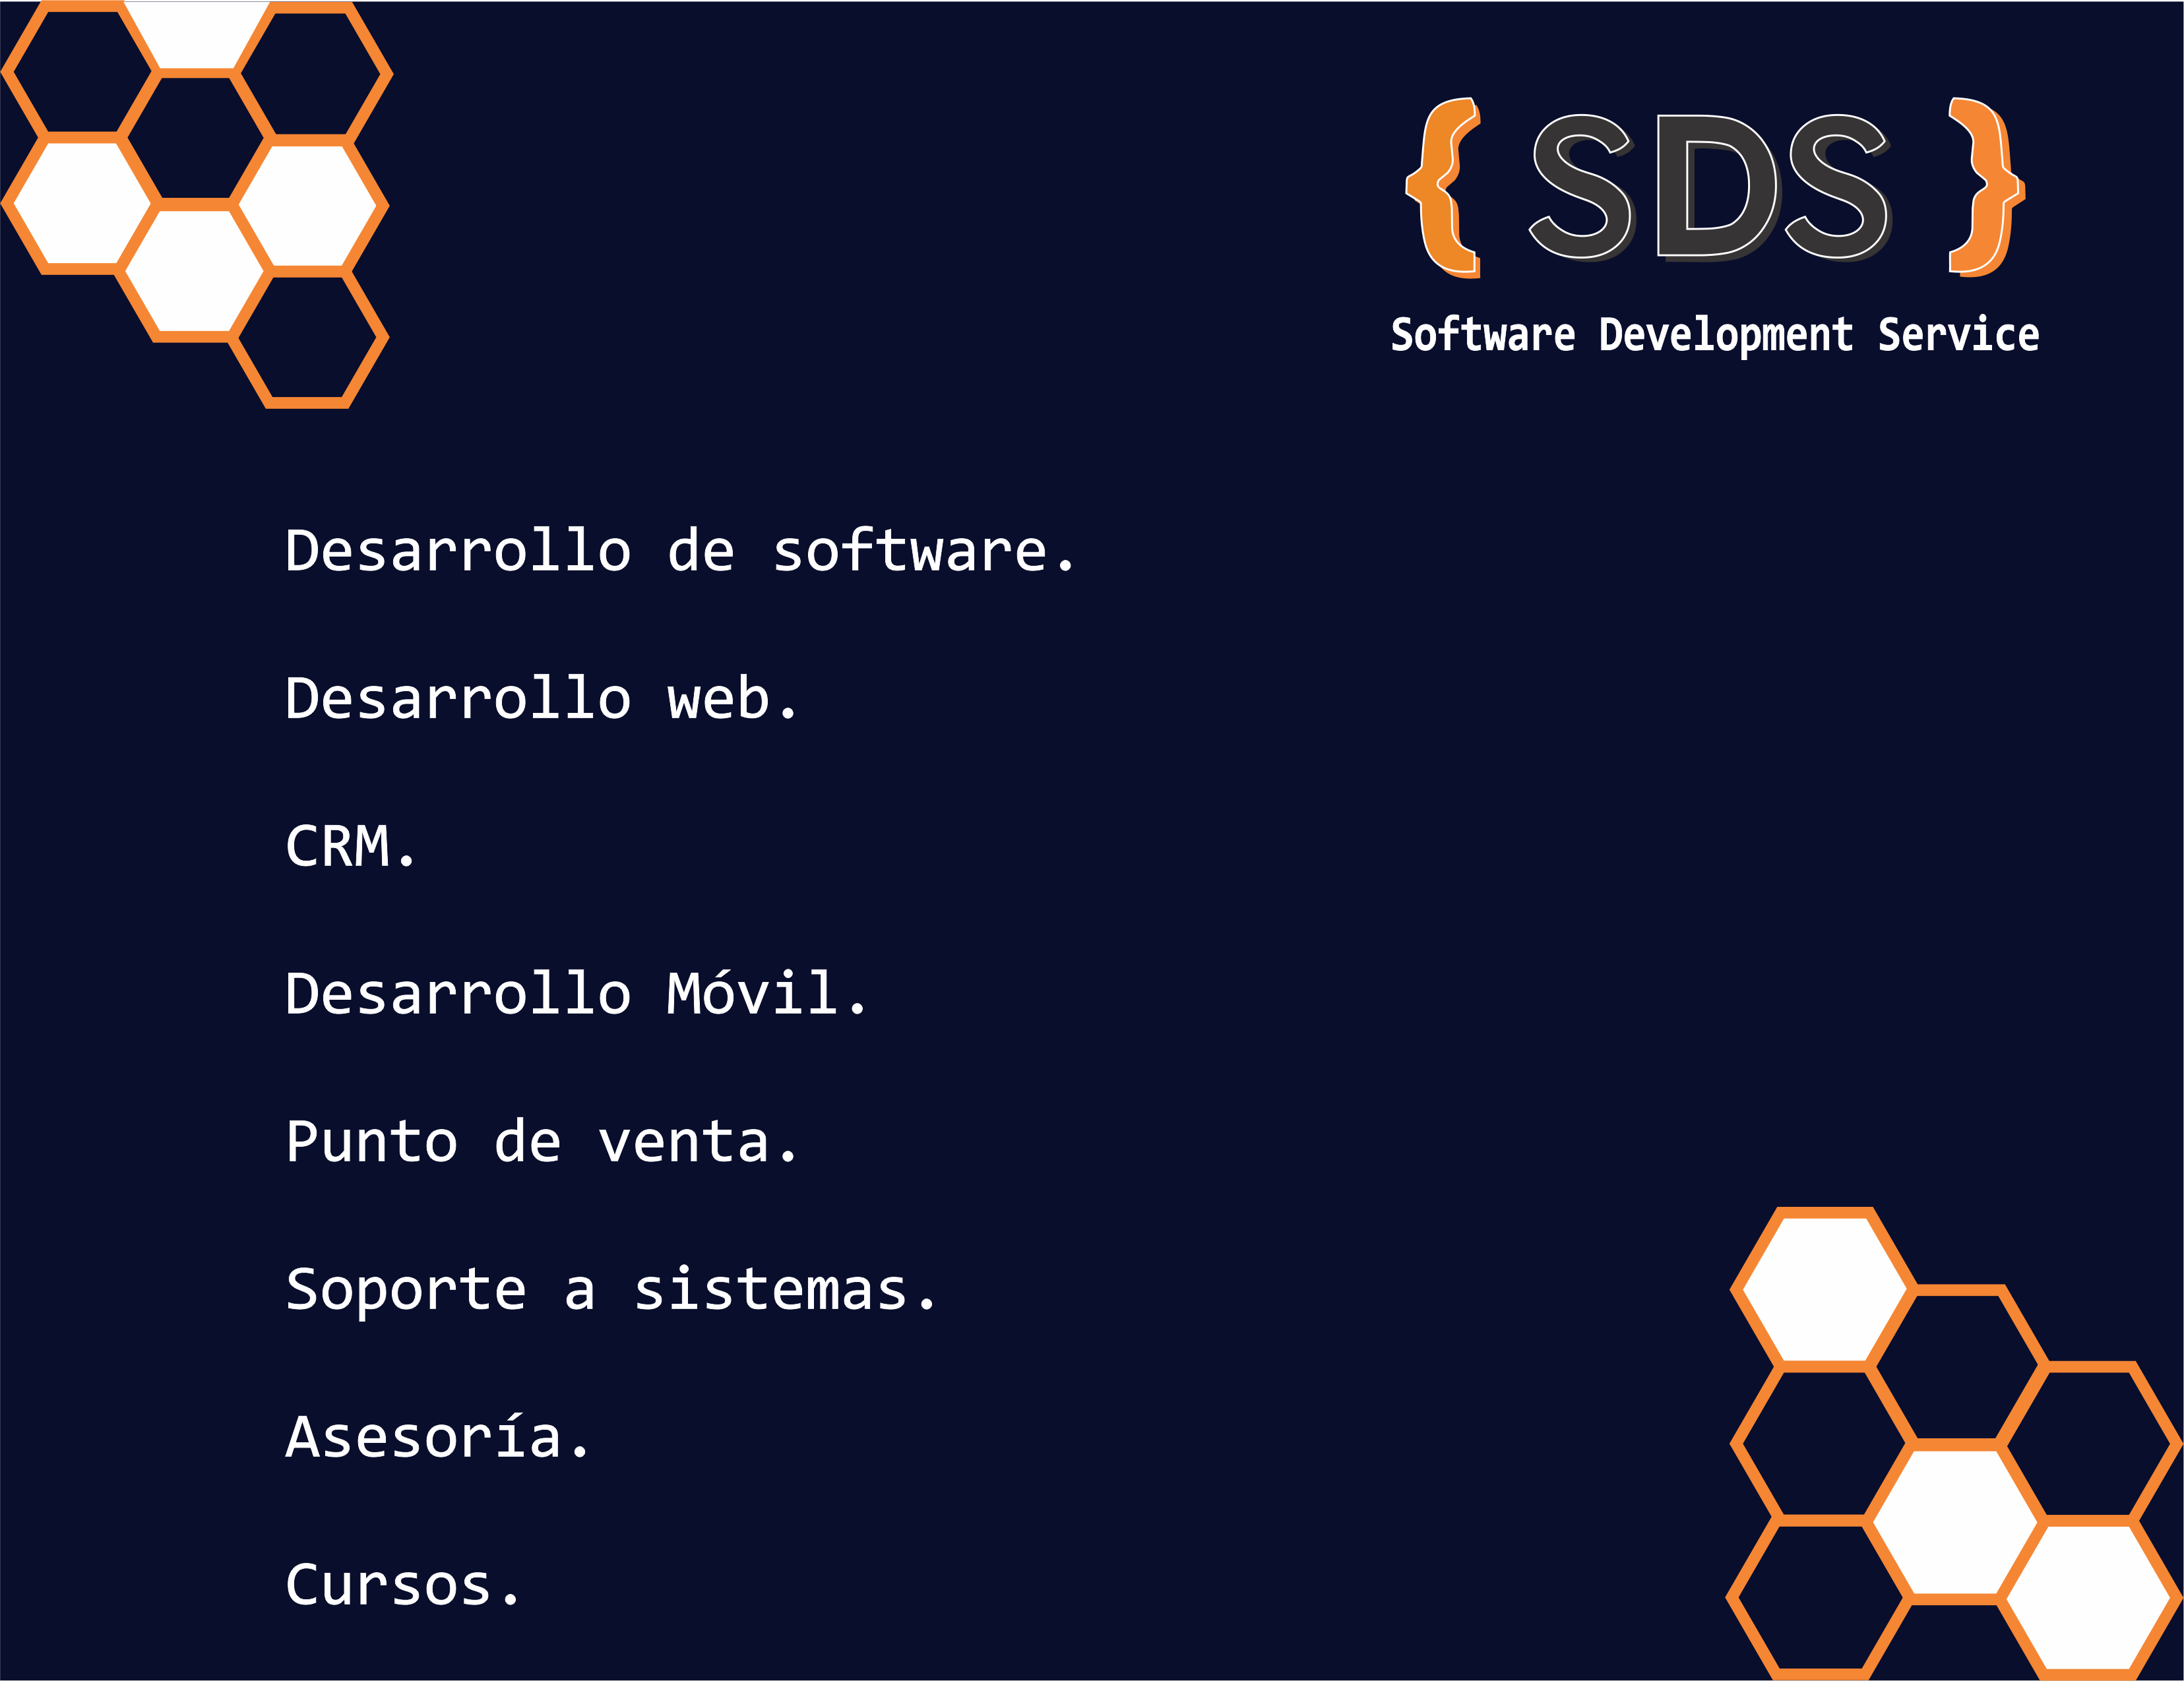 { SDS }
Software Development Service
Desarrollo de software.
Desarrollo web.
CRM.
Desarrollo Móvil.
Punto de venta.
Soporte a sistemas.
Asesoría.
Cursos.